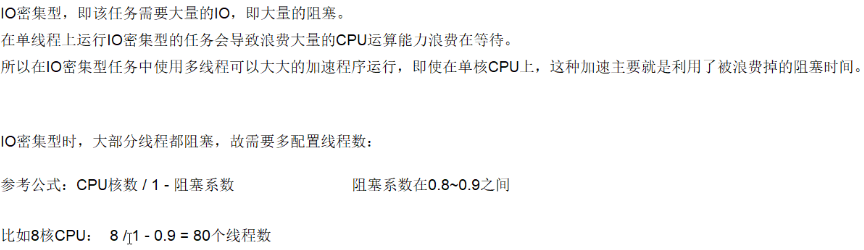 IO密集型，即该任务需要大量的IO，即大量的阻塞。
在单线程上运行IO密集型的任务会导致浪费大量的CPU运算能力浪费在等待。
所以在IO密集型任务中使用多线程可以大大的加速程序运行，即使在单核CPU上，这种加速主要就是利用了被浪费掉的阻塞时间。
IO密集型时，大部分线程都阻塞，故需要多配置线程数：
参考公式：CPU核数 / 1 - 阻塞系数 阻塞系数在0.8~0.9之间
比如8核CPU： 8 / 1 - 0.9 = 80个线程数